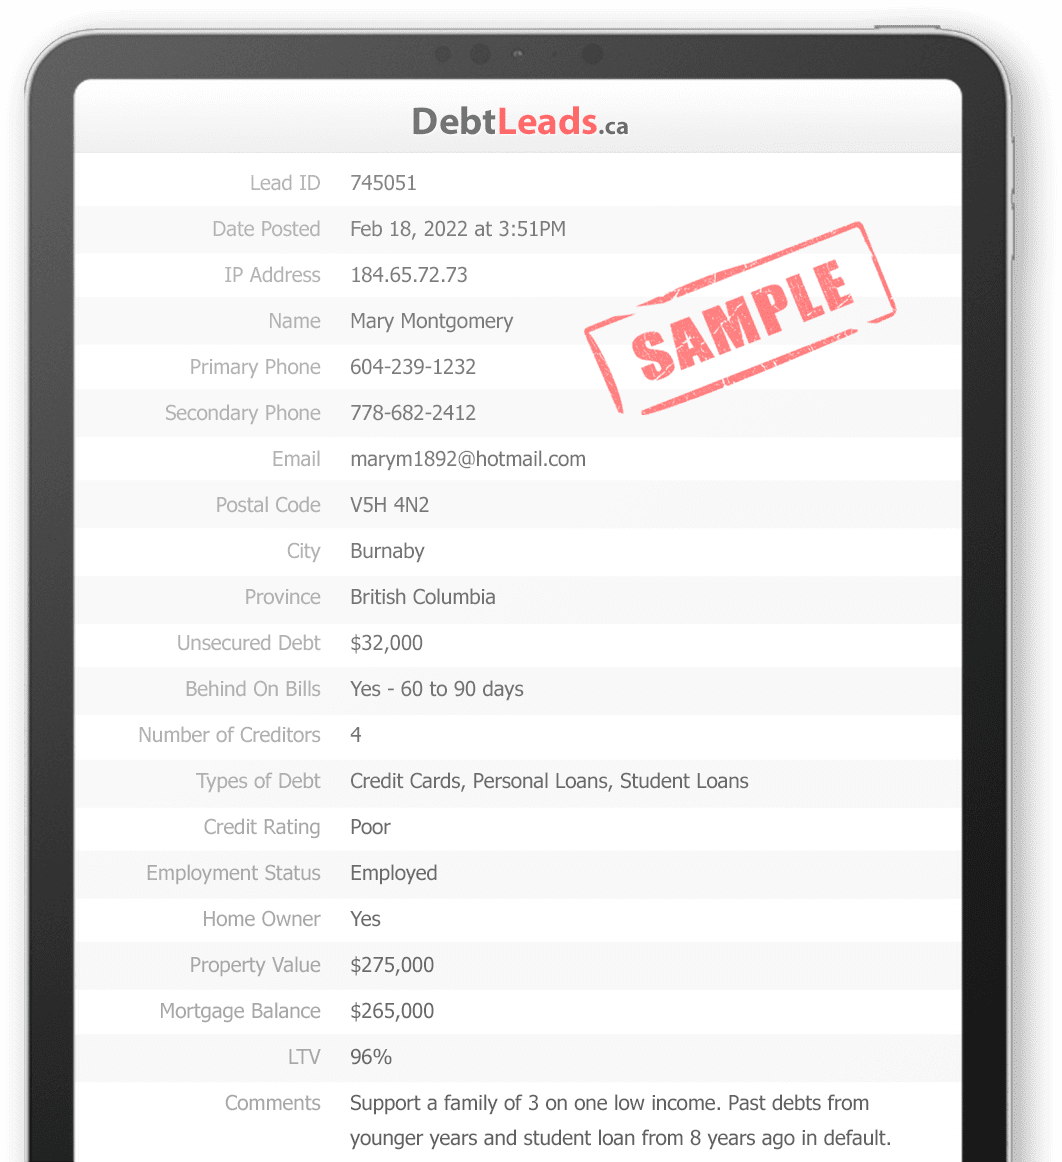 DebtLeads.ca
Lead ID 745051
Date Posted Feb 18, 2022 at 3:51PM
IP Address 184.65.72.73
Name Mary Montgomery
Primary Phone 604-239-1232
Secondary Phone 778-682-2412
SAMPLE
Email marym1892@hotmail.com
Postal Code V5H 4N2
City Burnaby
Province British Columbia
Unsecured Debt $32,000
Behind On Bills Yes - 60 to 90 days
Number of Creditors 4
Types of Debt Credit Cards, Personal Loans, Student Loans
Credit Rating Poor
Employment Status Employed
Home Owner Yes
Property Value $275,000
Mortgage Balance $265,000
LTV 96%
Comments Support a family of 3 on one low income. Past debts from
younger years and student loan from 8 years ago in default.